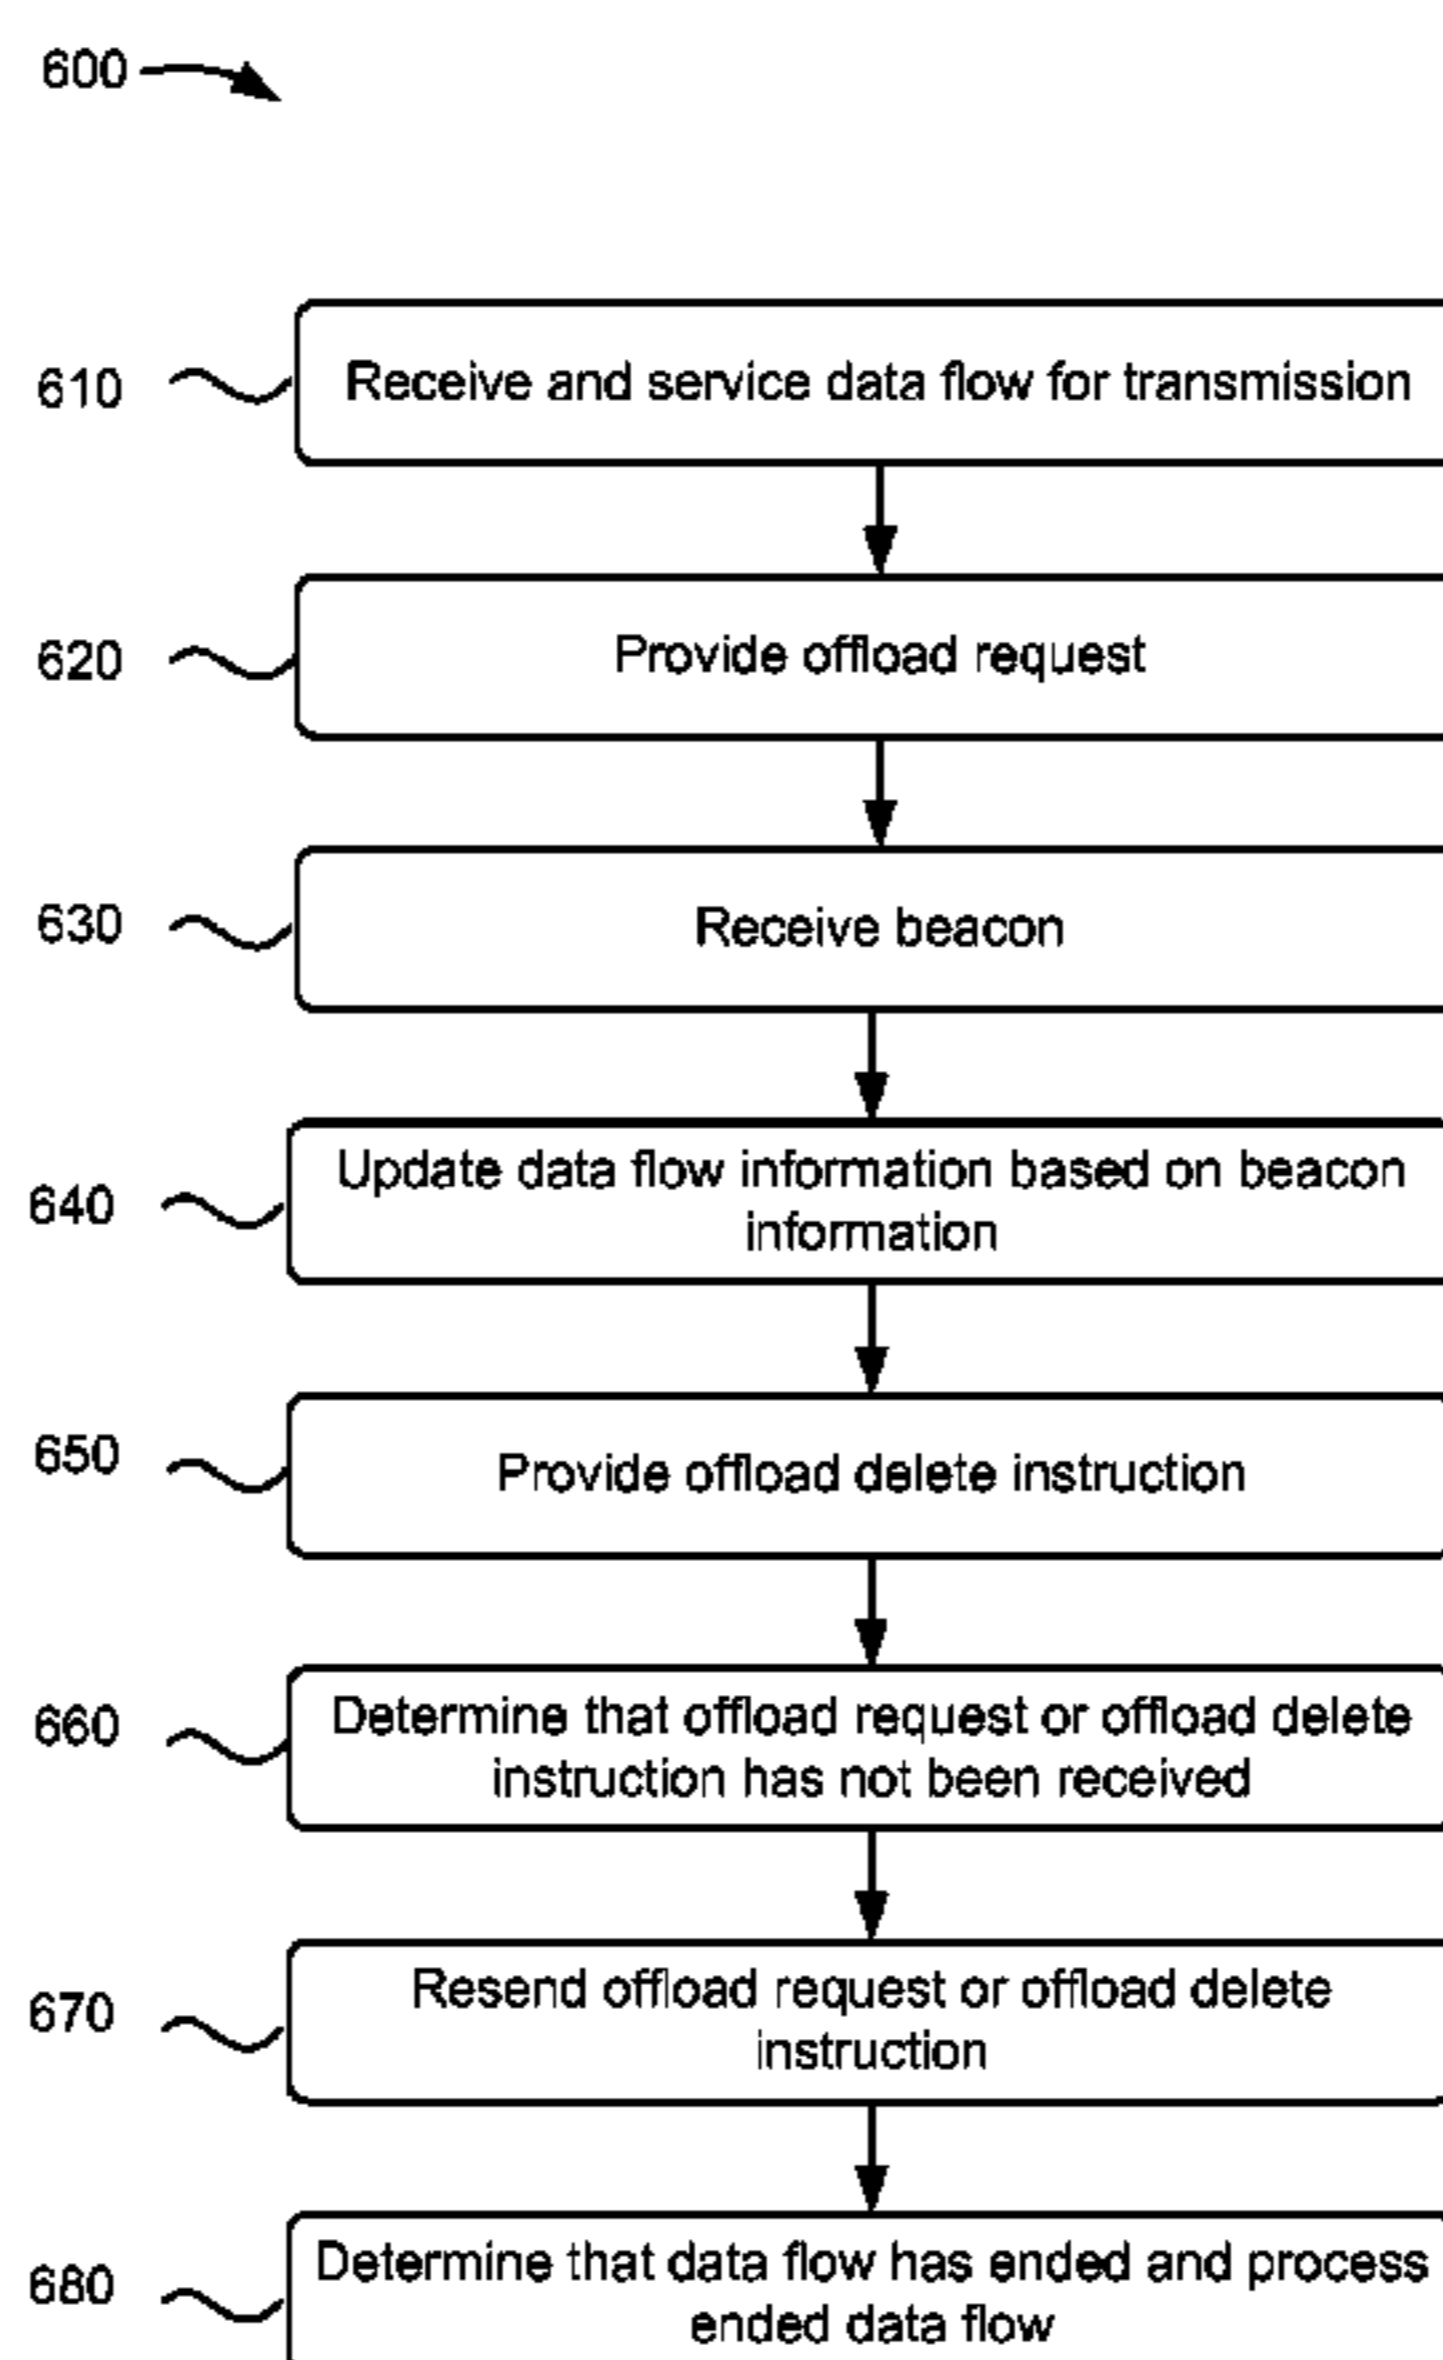 600
610
Receive and service data flow for transmission
620
Provide offload request
630
Receive beacon
640
Update data flow information based on beacon
information
650
Provide offload delete instruction
660
Determine that offload request or offload delete
instruction has not been received
670
Resend offload request or offload delete
instruction
680
Determine that data flow has ended and process
ended data flow